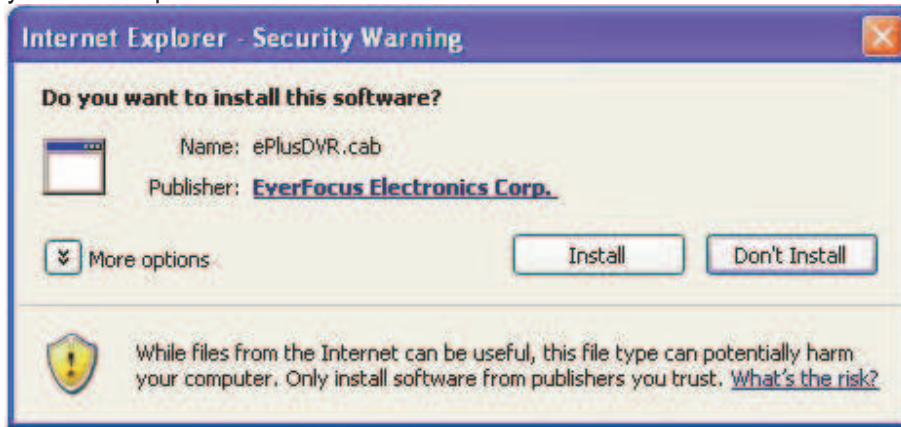 Internet Explorer - Security Warning
Do you want to install this software?
Name: ePlusDVR.cab
Publisher: EverFocus Electronics Corp.
More options
Install
Don't Install
While files from the Internet can be useful, this file type can potentially harm
your computer. Only install software from publishers you trust. What's the risk?